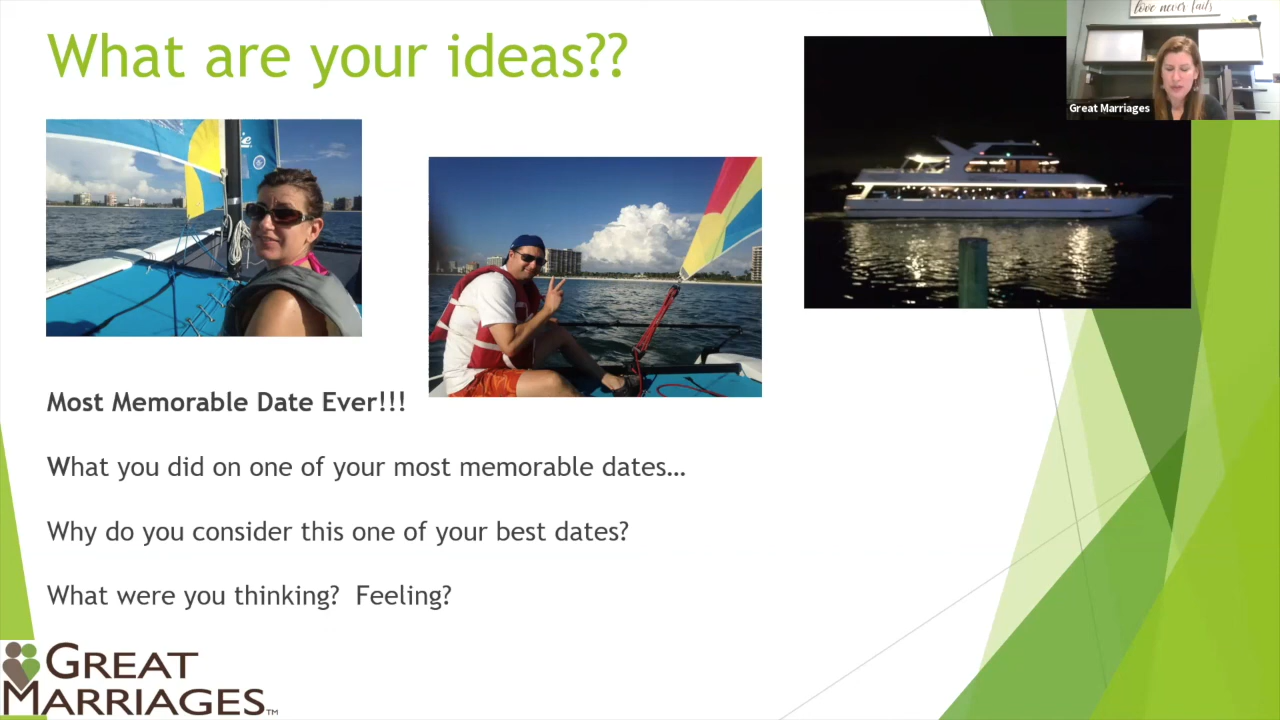 What are your ideas??
love never fails
Great Marriages
Most Memorable Date Ever!!!
What you did on one of your most memorable dates…
Why do you consider this one of your best dates?
What were you thinking?  Feeling?
GREAT
MARRIAGES™